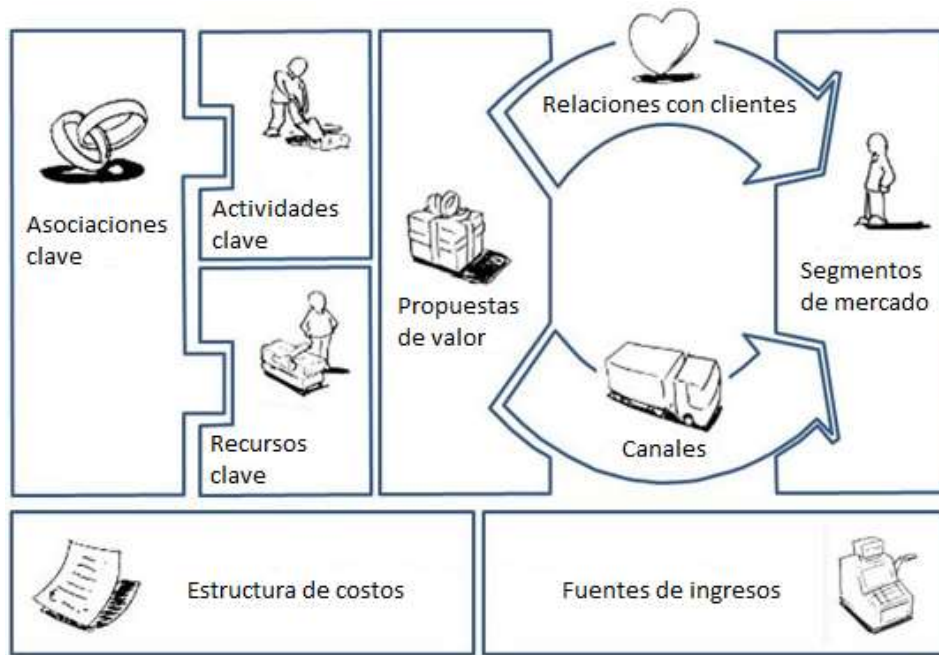 Asociaciones
clave
Actividades
clave
Recursos
clave
Propuestas
de valor
Relaciones con clientes
Canales
Segmentos
de mercado
Estructura de costos
Fuentes de ingresos